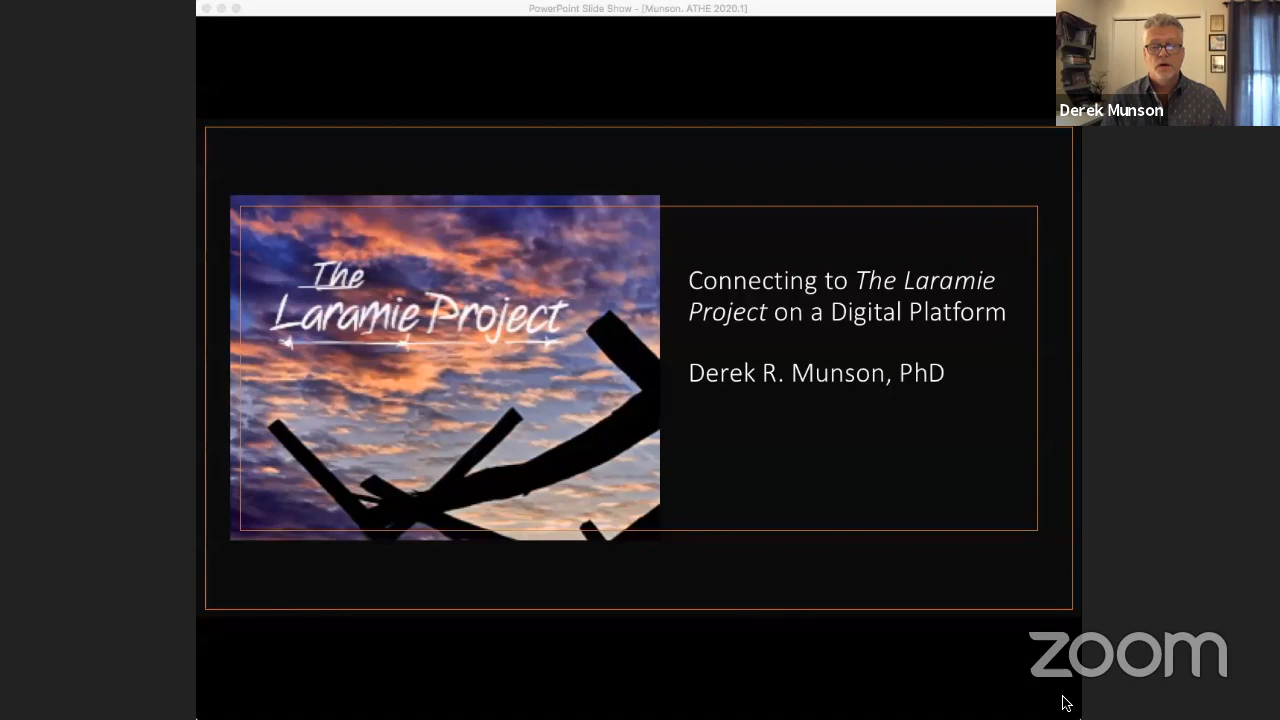 PowerPoint Slide Show - [Munson. ATHE 2020.1]
Derek Munson
The
Laramie Project
Connecting to The Laramie
Project on a Digital Platform
Derek R. Munson, PhD
zoom